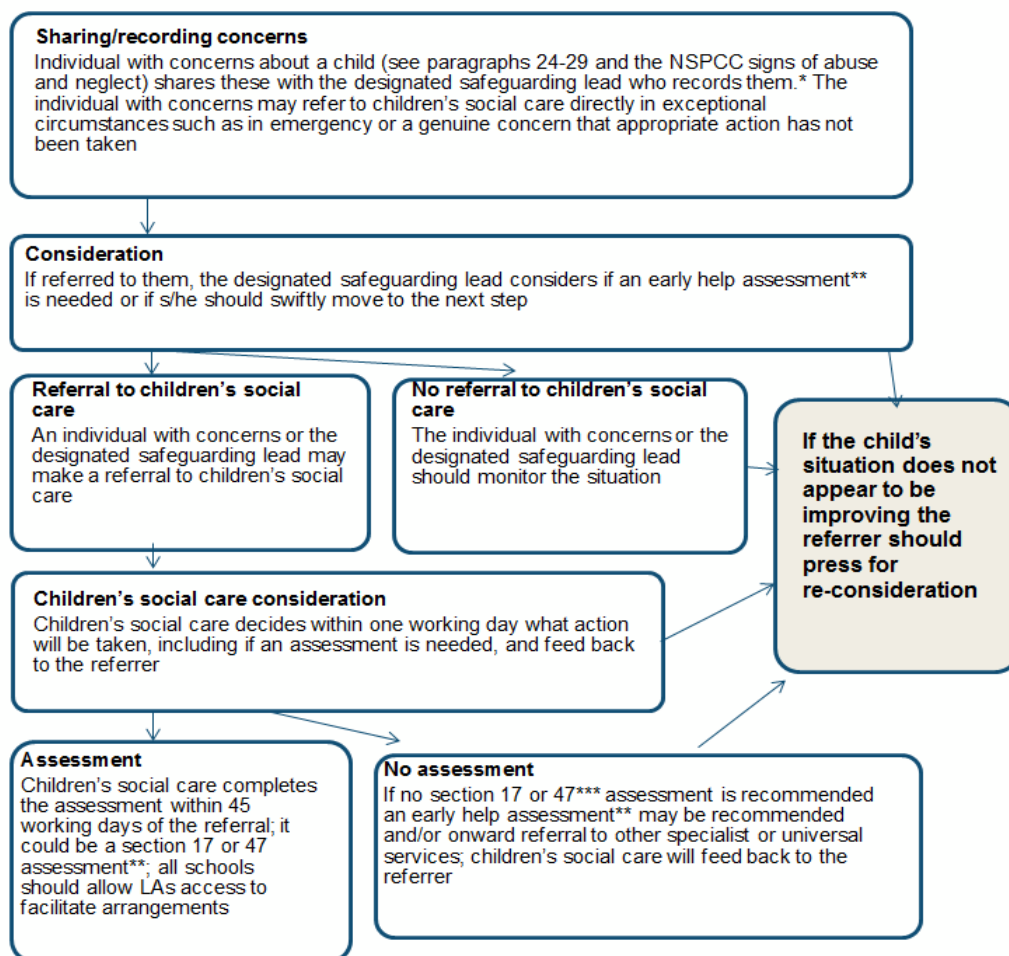 Sharing/recording concerns
Individual with concerns about a child (see paragraphs 24-29 and the NSPCC signs of abuse
and neglect) shares these with the designated safeguarding lead who records them.* The
individual with concerns may refer to children's social care directly in exceptional
circumstances such as in emergency or a genuine concern that appropriate action has not
been taken
Consideration
If referred to them, the designated safeguarding lead considers if an early help assessment**
is needed or if s/he should swiftly move to the next step
Referral to children's social
care
An individual with concerns or the
designated safeguarding lead may
make a referral to children's social
care
No referral to children's social
care
The individual with concerns or the
designated safeguarding lead
should monitor the situation
If the child's
situation does not
appear to be
improving the
referrer should
press for
re-consideration
Children's social care consideration
Children's social care decides within one working day what action
will be taken, including if an assessment is needed, and feed back
to the referrer
Assessment
Children's social care completes
the assessment within 45
working days of the referral; it
could be a section 17 or 47
assessment**; all schools
should allow LAs access to
facilitate arrangements
No assessment
If no section 17 or 47*** assessment is recommended
an early help assessment** may be recommended
and/or onward referral to other specialist or universal
services; children's social care will feed back to the
referrer